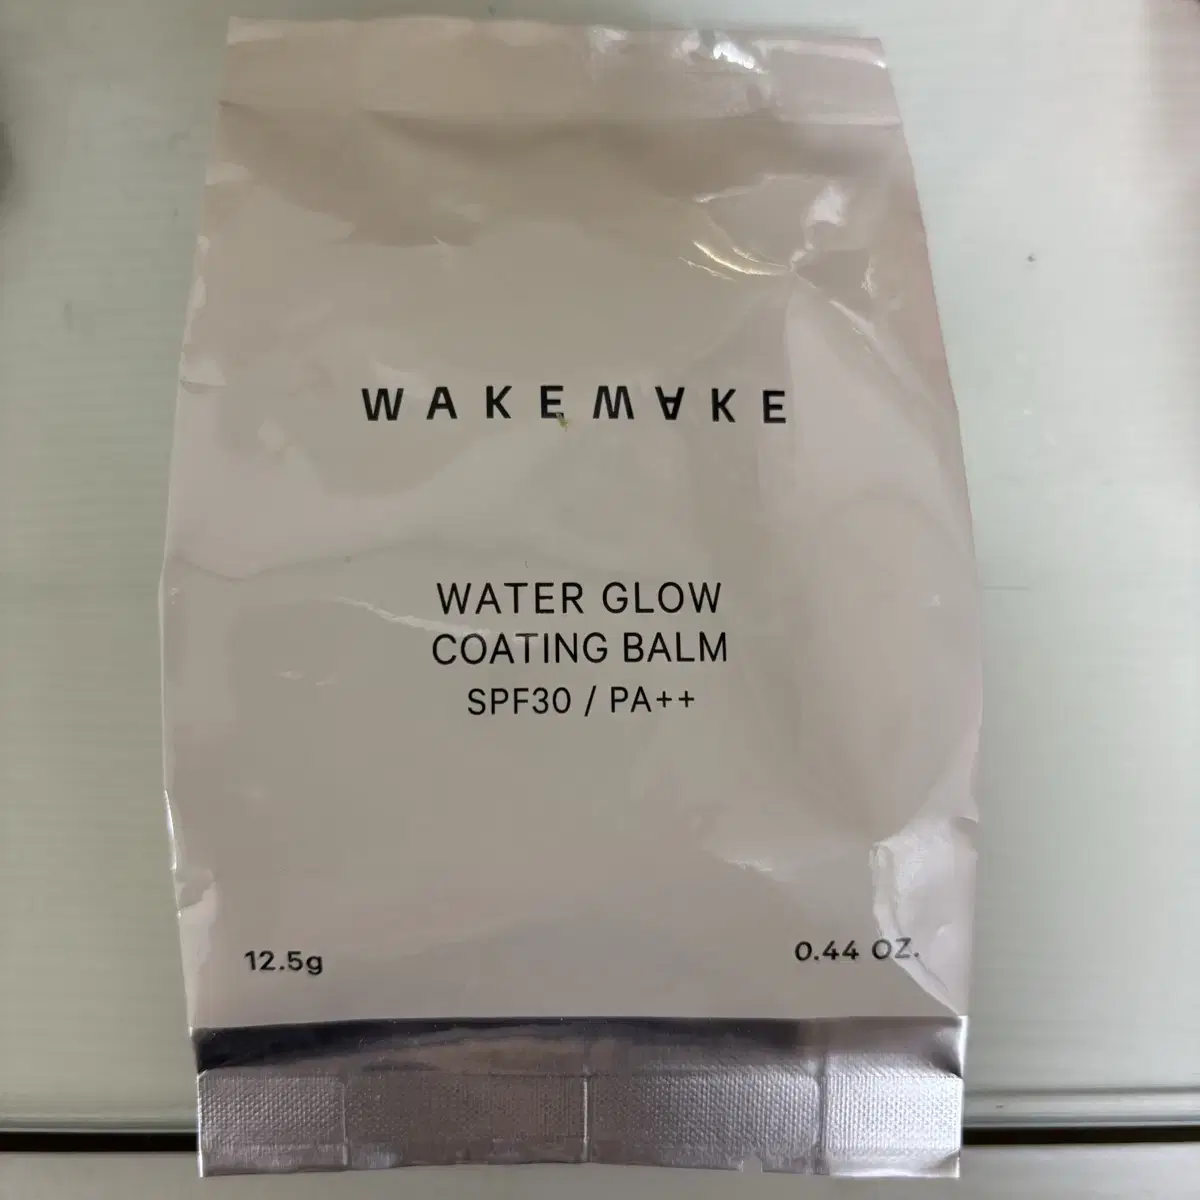 WAKEMAKE
WATER GLOW
COATING BALM
SPF30 / PA++
12.5g
0.44 OZ.